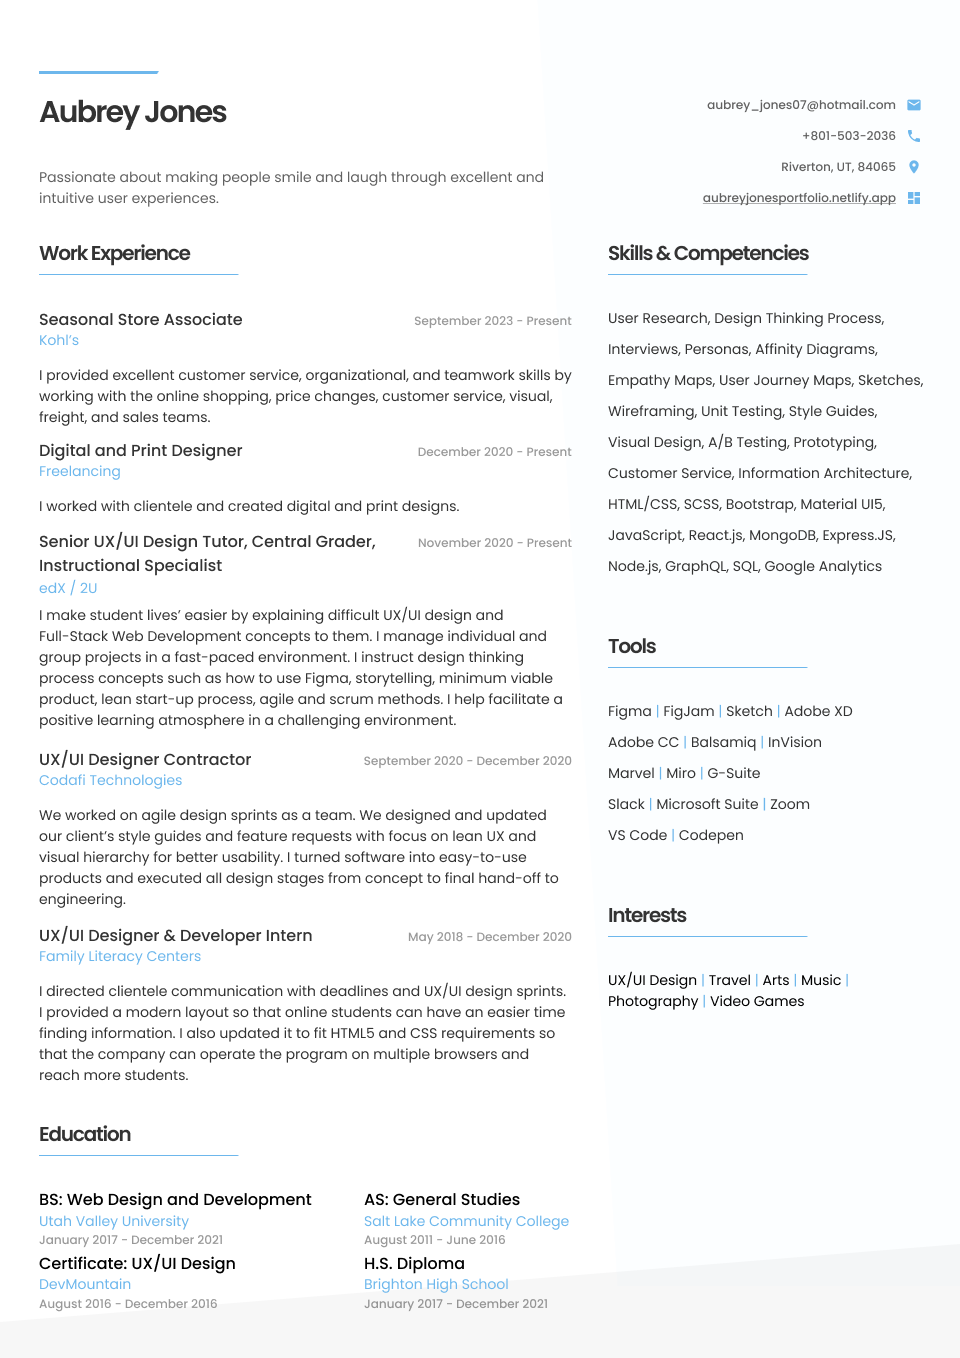 Aubrey Jones
Passionate about making people smile and laugh through excellent and
intuitive user experiences.
aubrey_jones07@hotmail.com
+801-503-2036
Riverton, UT, 84065
aubreyjonesportfolio.netlify.app
Work Experience
Seasonal Store Associate September 2023 - Present
Kohl's
I provided excellent customer service, organizational, and teamwork skills by
working with the online shopping, price changes, customer service, visual,
freight, and sales teams.
Digital and Print Designer December 2020 - Present
Freelancing
I worked with clientele and created digital and print designs.
Senior UX/UI Design Tutor, Central Grader, November 2020 - Present
Instructional Specialist
edX / 2U
I make student lives’ easier by explaining difficult UX/UI design and
Full-Stack Web Development concepts to them. I manage individual and
group projects in a fast-paced environment. I instruct design thinking
process concepts such as how to use Figma, storytelling, minimum viable
product, lean start-up process, agile and scrum methods. I help facilitate a
positive learning atmosphere in a challenging environment.
UX/UI Designer Contractor September 2020 - December 2020
Codafi Technologies
We worked on agile design sprints as a team. We designed and updated
our client’s style guides and feature requests with focus on lean UX and
visual hierarchy for better usability. I turned software into easy-to-use
products and executed all design stages from concept to final hand-off to
engineering.
UX/UI Designer & Developer Intern May 2018 - December 2020
Family Literacy Centers
I directed clientele communication with deadlines and UX/UI design sprints.
I provided a modern layout so that online students can have an easier time
finding information. I also updated it to fit HTML5 and CSS requirements so
that the company can operate the program on multiple browsers and
reach more students.
Education
BS: Web Design and Development
Utah Valley University
January 2017 - December 2021
Certificate: UX/UI Design
DevMountain
August 2016 - December 2016
AS: General Studies
Salt Lake Community College
August 2011 - June 2016
H.S. Diploma
Brighton High School
January 2017 - December 2021
Skills & Competencies
User Research, Design Thinking Process,
Interviews, Personas, Affinity Diagrams,
Empathy Maps, User Journey Maps, Sketches,
Wireframing, Unit Testing, Style Guides,
Visual Design, A/B Testing, Prototyping,
Customer Service, Information Architecture,
HTML/CSS, SCSS, Bootstrap, Material UI5,
JavaScript, React.js, MongoDB, Express.JS,
Node.js, GraphQL, SQL, Google Analytics
Tools
Figma | FigJam | Sketch | Adobe XD
Adobe CC | Balsamiq | InVision
Marvel | Miro | G-Suite
Slack | Microsoft Suite | Zoom
VS Code | Codepen
Interests
UX/UI Design | Travel | Arts | Music |
Photography | Video Games